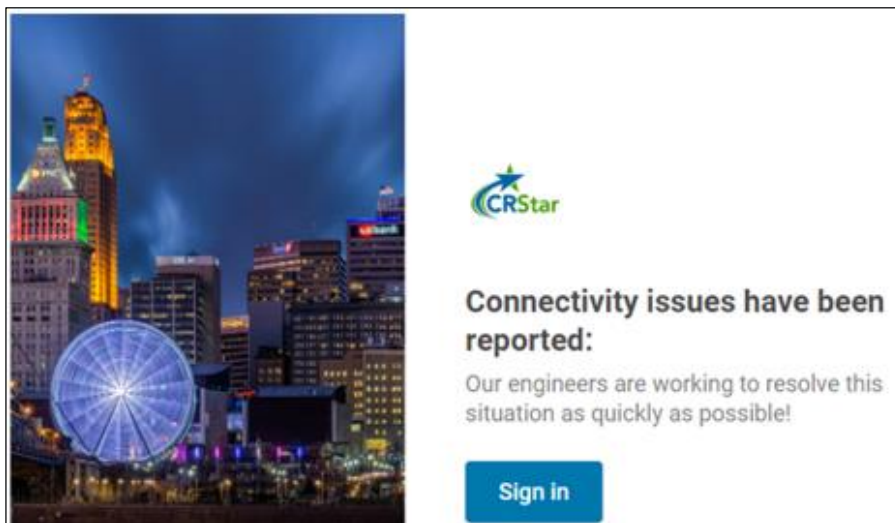 CRStar
Connectivity issues have been
reported:
Our engineers are working to resolve this
situation as quickly as possible!
Sign in
usbank